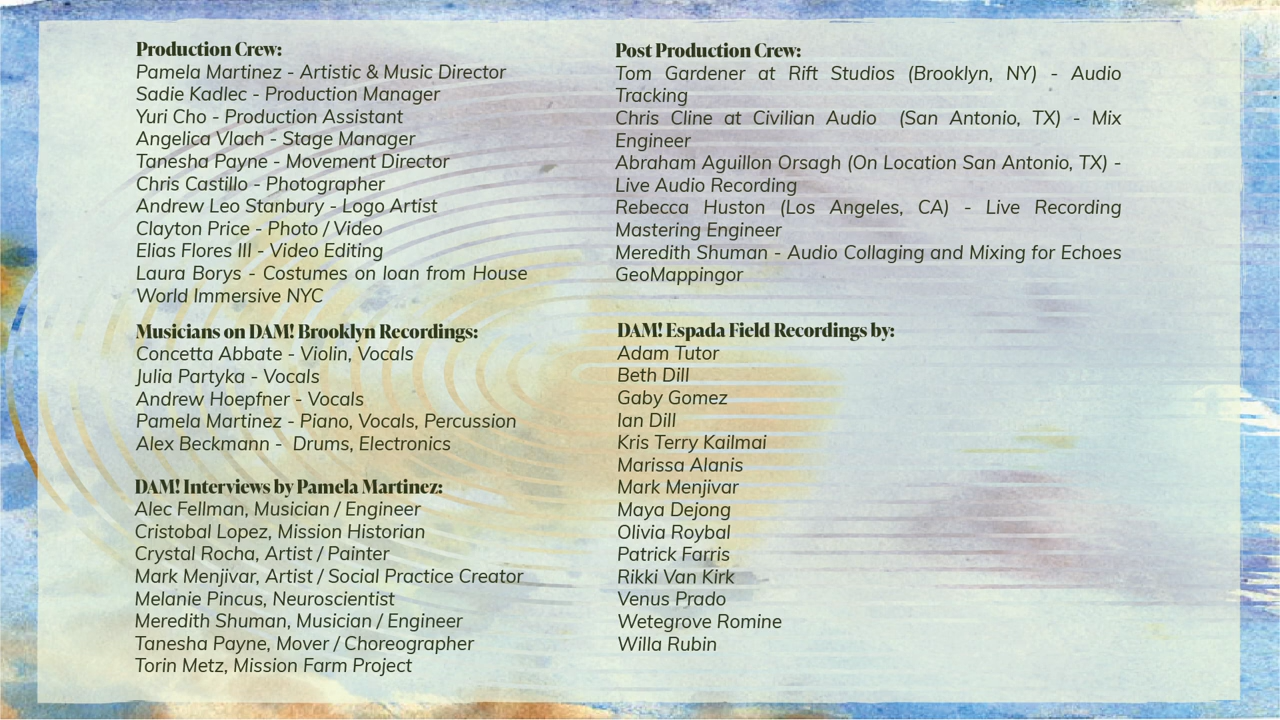 Production Crew:
Pamela Martinez - Artistic & Music Director
Sadie Kadlec - Production Manager
Yuri Cho - Production Assistant
Angelica Vlach - Stage Manager
Tanesha Payne - Movement Director
Chris Castillo - Photographer
Andrew Leo Stanbury - Logo Artist
Clayton Price - Photo / Video
Elias Flores III - Video Editing
Laura Borys - Costumes on loan from House
World Immersive NYC
Musicians on DAM! Brooklyn Recordings:
Concetta Abbate - Violin, Vocals
Julia Partyka - Vocals
Andrew Hoepfner - Vocals
Pamela Martinez - Piano, Vocals, Percussion
Alex Beckmann - Drums, Electronics
DAM! Interviews by Pamela Martinez:
Alec Fellman, Musician / Engineer
Cristobal Lopez, Mission Historian
Crystal Rocha, Artist / Painter
Mark Menjivar, Artist / Social Practice Creator
Melanie Pincus, Neuroscientist
Meredith Shuman, Musician / Engineer
Tanesha Payne, Mover / Choreographer
Torin Metz, Mission Farm Project
Post Production Crew:
Tom Gardener at Rift Studios (Brooklyn, NY) - Audio
Tracking
Chris Cline at Civilian Audio (San Antonio, TX) - Mix
Engineer
Abraham Aguillon Orsagh (On Location San Antonio, TX) -
Live Audio Recording
Rebecca Huston (Los Angeles, CA) - Live Recording
Mastering Engineer
Meredith Shuman - Audio Collaging and Mixing for Echoes
GeoMappingor
DAM! Espada Field Recordings by:
Adam Tutor
Beth Dill
Gaby Gomez
Ian Dill
Kris Terry Kailmai
Marissa Alanis
Mark Menjivar
Maya Dejong
Olivia Roybal
Patrick Farris
Rikki Van Kirk
Venus Prado
Wetegrove Romine
Willa Rubin